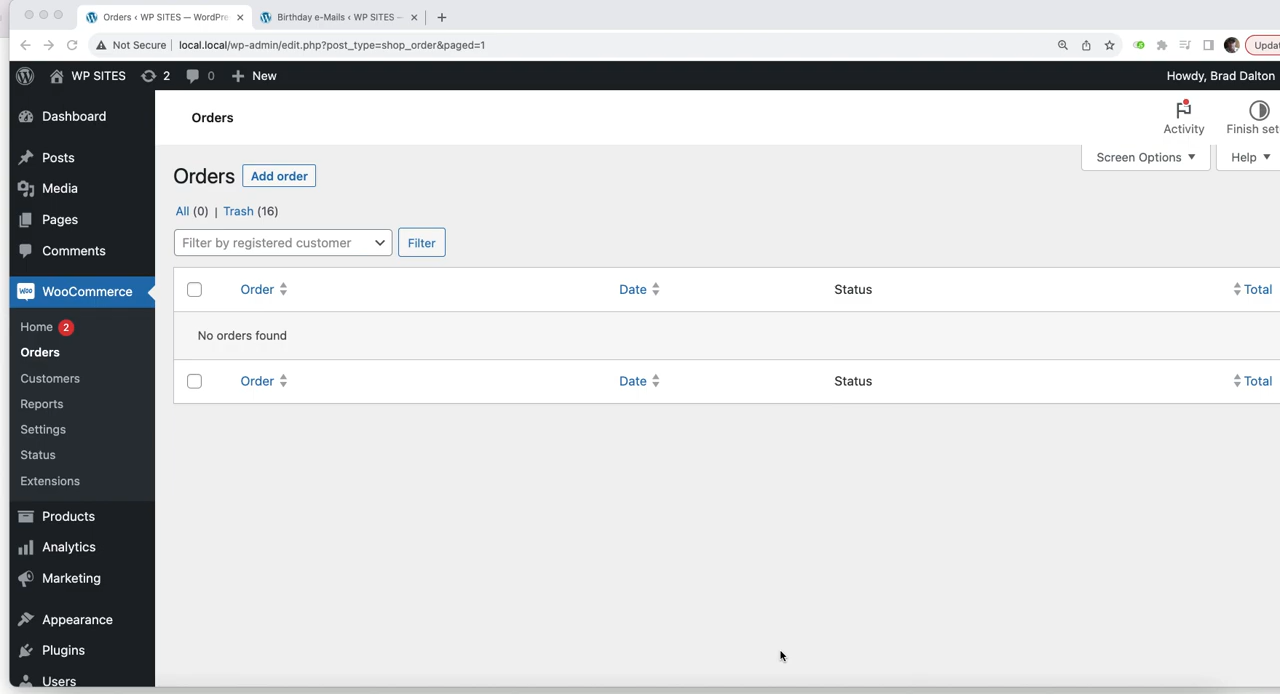 Orders ‹ WP SITES — WordPre
Birthday e-Mails ‹ WP SITES —
Not Secure
local.local/wp-admin/edit.php?post_type=shop_order&paged=1
Updat
WP SITES
2
0
New
Howdy, Brad Dalton
Dashboard
Posts
Media
Pages
Comments
WooCommerce
Home 2
Orders
Customers
Reports
Settings
Status
Extensions
Products
Analytics
Marketing
Appearance
Plugins
Users
Orders
Activity
Finish set
Screen Options
Help
Orders
Add order
All (0) | Trash (16)
Filter by registered customer
Filter
Order Date Status Total
No orders found
Order Date Status Total